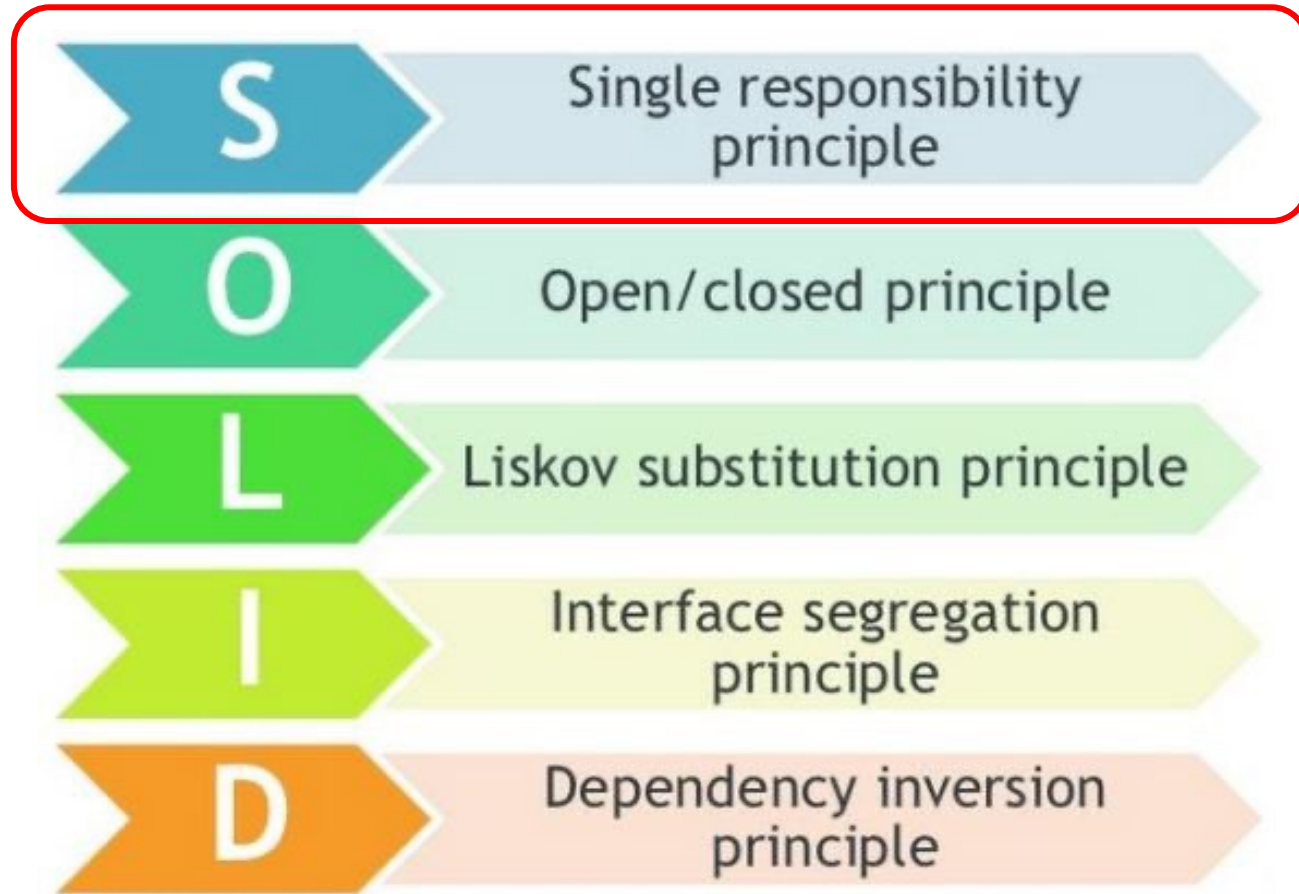 S
Single responsibility
principle
O
Open/closed principle
L
Liskov substitution principle
I
Interface segregation
principle
D
Dependency inversion
principle